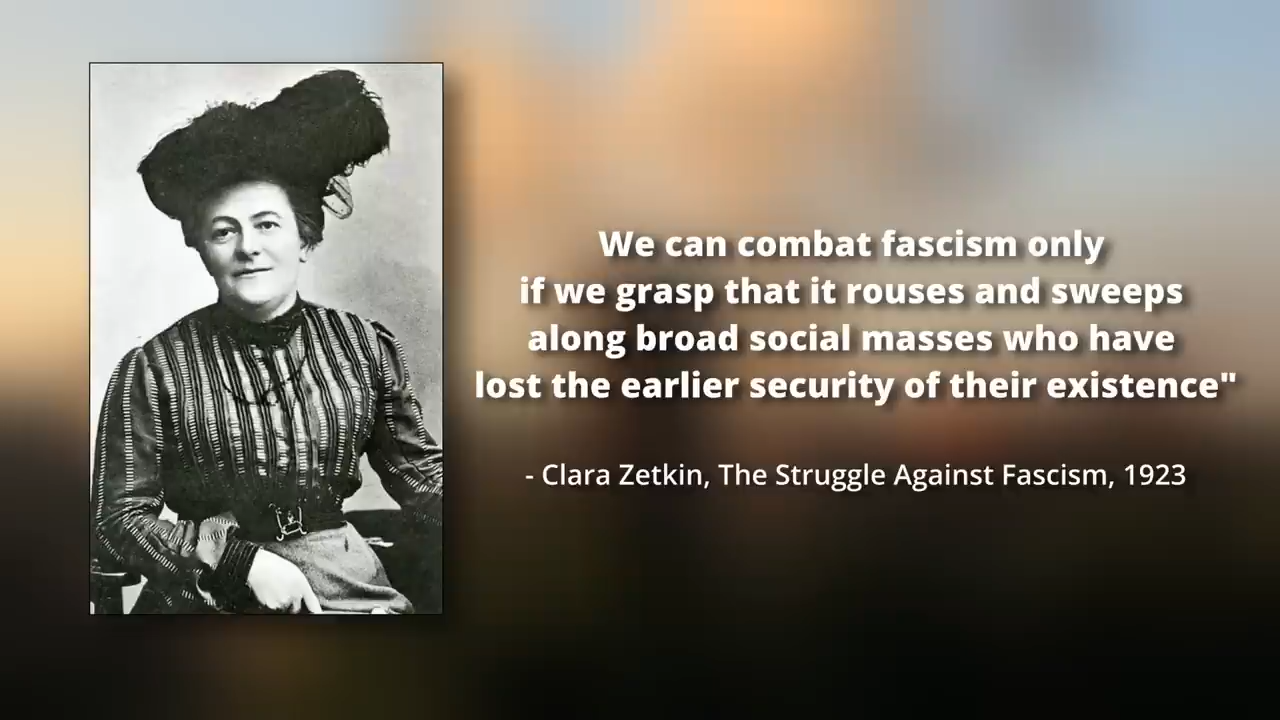 We can combat fascism only
if we grasp that it rouses and sweeps
along broad social masses who have
lost the earlier security of their existence"
- Clara Zetkin, The Struggle Against Fascism, 1923